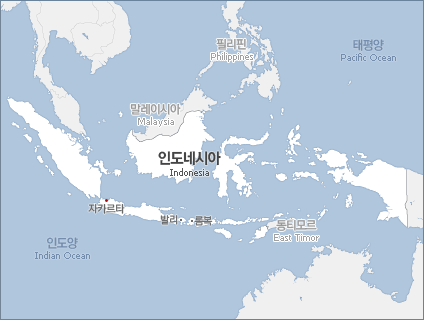 필리핀
Philippines
태평양
Pacific Ocean
말레이시아
Malaysia
인도네시아
Indonesia
자카르타
발리
롬복
동티모르
East Timor
인도양
Indian Ocean